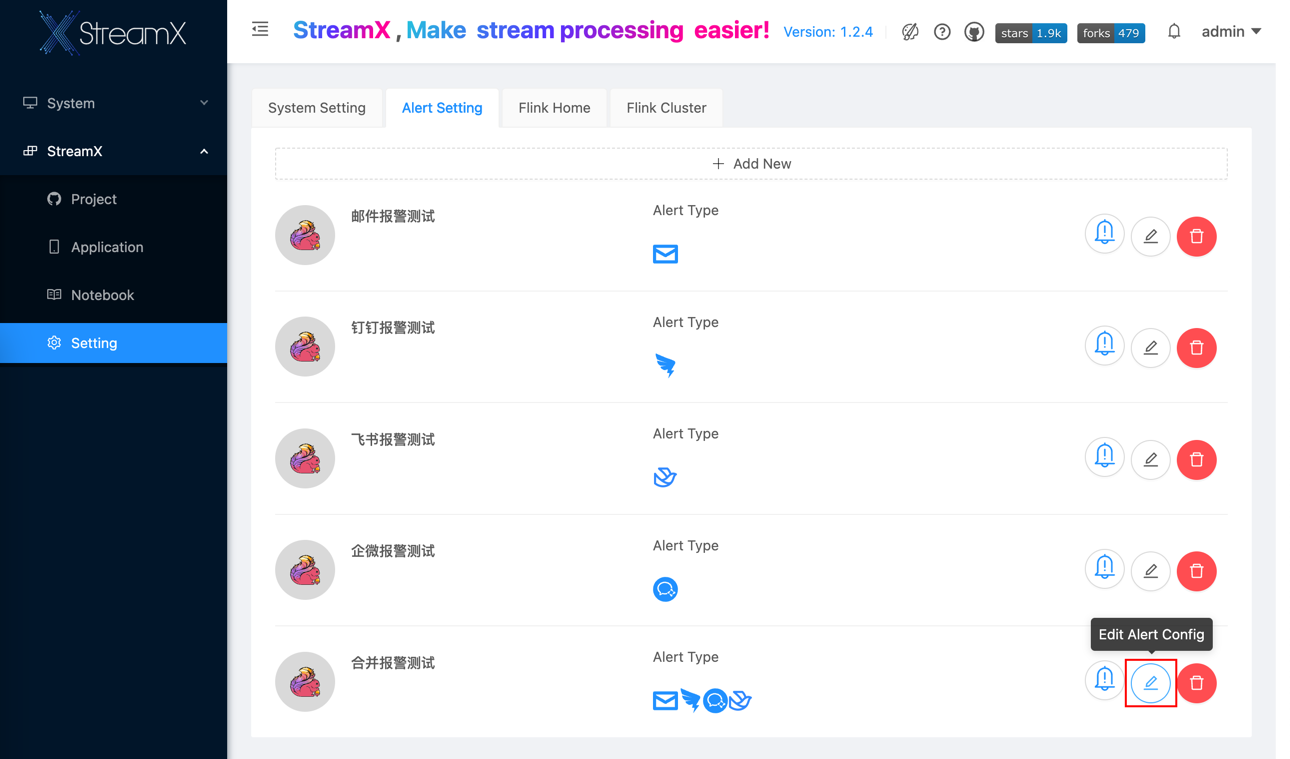 StreamX
StreamX , Make stream processing easier!
Version: 1.2.4
stars 1.9k
forks 479
admin
System
StreamX
Project
Application
Notebook
Setting
System Setting
Alert Setting
Flink Home
Flink Cluster
+ Add New
邮件报警测试
Alert Type
钉钉报警测试
Alert Type
飞书报警测试
Alert Type
企微报警测试
Alert Type
Edit Alert Config
合并报警测试
Alert Type